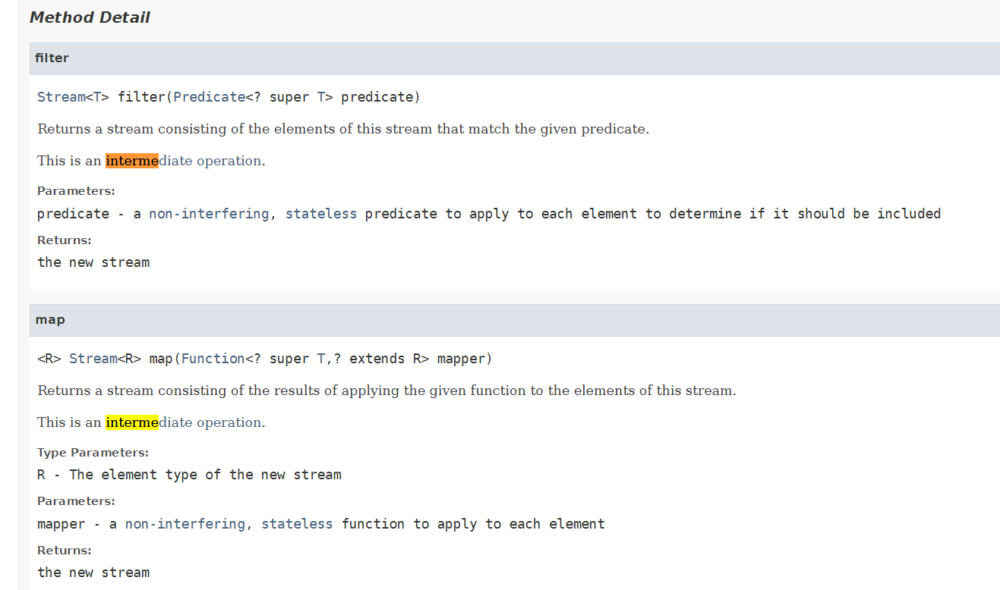 Method Detail
filter
Stream<T> filter(Predicate<? super T> predicate)
Returns a stream consisting of the elements of this stream that match the given predicate.
This is an intermediate operation.
Parameters:
predicate - a non-interfering, stateless predicate to apply to each element to determine if it should be included
Returns:
the new stream
map
<R> Stream<R> map(Function<? super T,? extends R> mapper)
Returns a stream consisting of the results of applying the given function to the elements of this stream.
This is an intermediate operation.
Type Parameters:
R - The element type of the new stream
Parameters:
mapper - a non-interfering, stateless function to apply to each element
Returns:
the new stream